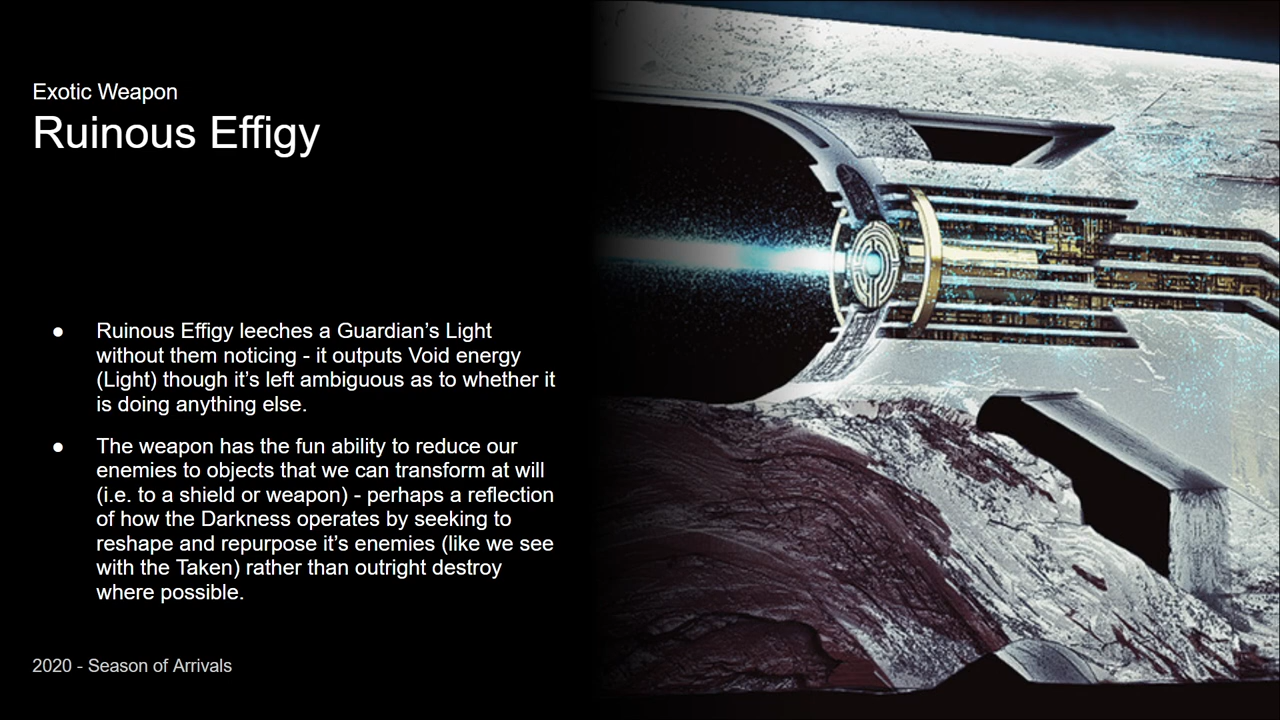 Exotic Weapon
Ruinous Effigy
● Ruinous Effigy leeches a Guardian’s Light
without them noticing - it outputs Void energy
(Light) though it’s left ambiguous as to whether it
is doing anything else.
● The weapon has the fun ability to reduce our
enemies to objects that we can transform at will
(i.e. to a shield or weapon) - perhaps a reflection
of how the Darkness operates by seeking to
reshape and repurpose it’s enemies (like we see
with the Taken) rather than outright destroy
where possible.
2020 - Season of Arrivals